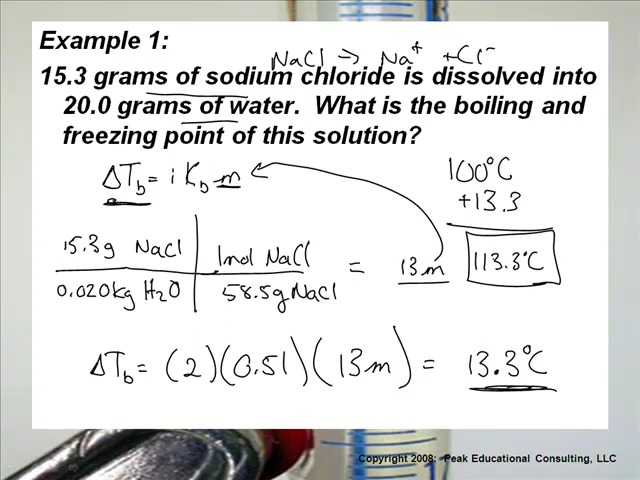 Example 1:
NaCl → Na⁺ + Cl⁻
15.3 grams of sodium chloride is dissolved into
20.0 grams of water. What is the boiling and
freezing point of this solution?
ΔT_b = i K_b m
100°C
+13.3
113.3°C
15.3g NaCl | 1mol NaCl = 13m
0.020kg H₂O | 58.5g NaCl
ΔT_b = (2)(0.51)(13m) = 13.3°C
Copyright 2008: Peak Educational Consulting, LLC